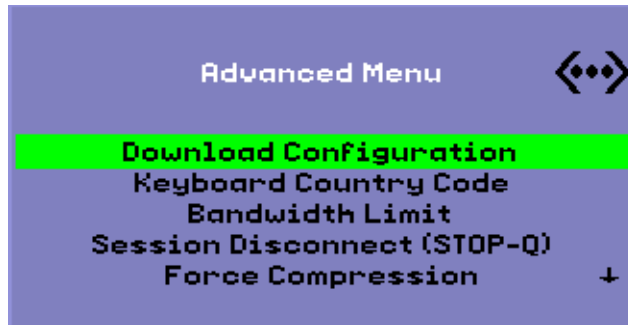 Advanced Menu
Download Configuration
Keyboard Country Code
Bandwidth Limit
Session Disconnect (STOP-Q)
Force Compression